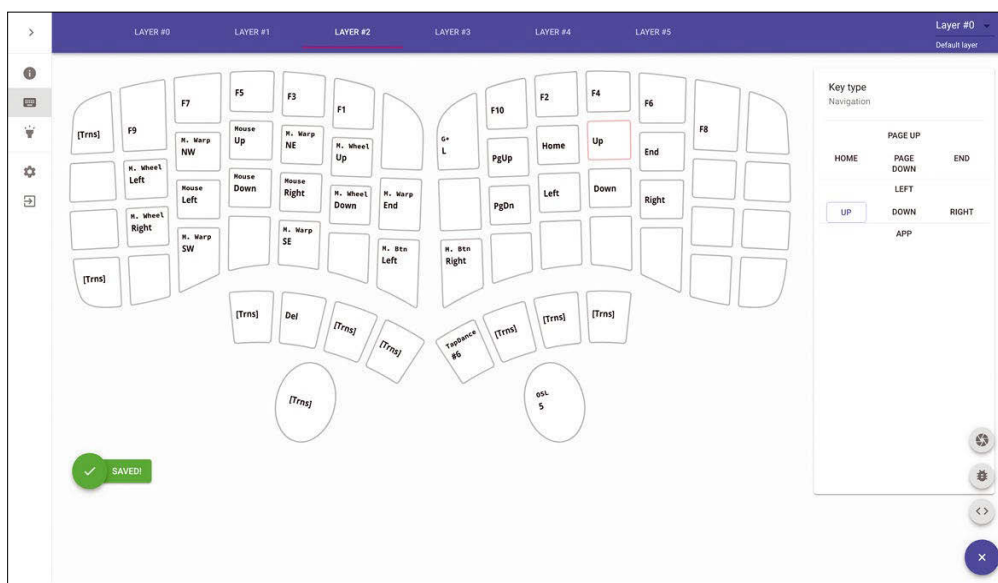 LAYER #0 LAYER #1 LAYER #2 LAYER #3 LAYER #4 LAYER #5
Layer #0
Default layer
[Trns]
F9
F7
F5
F3
F1
M. Wheel
Left
M. Warp
NW
Mouse
Up
M. Warp
NE
M. Wheel
Up
M. Wheel
Right
Mouse
Left
Mouse
Down
Mouse
Right
M. Wheel
Down
M. Warp
End
[Trns]
M. Warp
SW
M. Warp
SE
M. Btn
Left
[Trns]
Del
[Trns]
[Trns]
[Trns]
G+
L
F10
F2
F4
F6
F8
PgUp
Home
Up
End
PgDn
Left
Down
Right
M. Btn
Right
TapDance
#6
[Trns]
[Trns]
[Trns]
OSL
5
Key type
Navigation
PAGE UP
HOME PAGE DOWN END
LEFT
UP DOWN RIGHT
APP
SAVED!